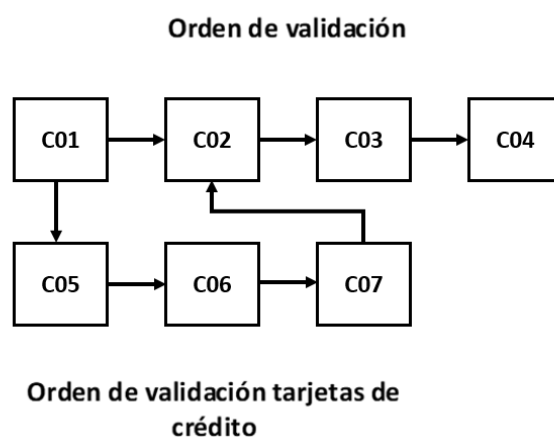 Orden de validación
C01 C02 C03 C04
C05 C06 C07
Orden de validación tarjetas de
crédito